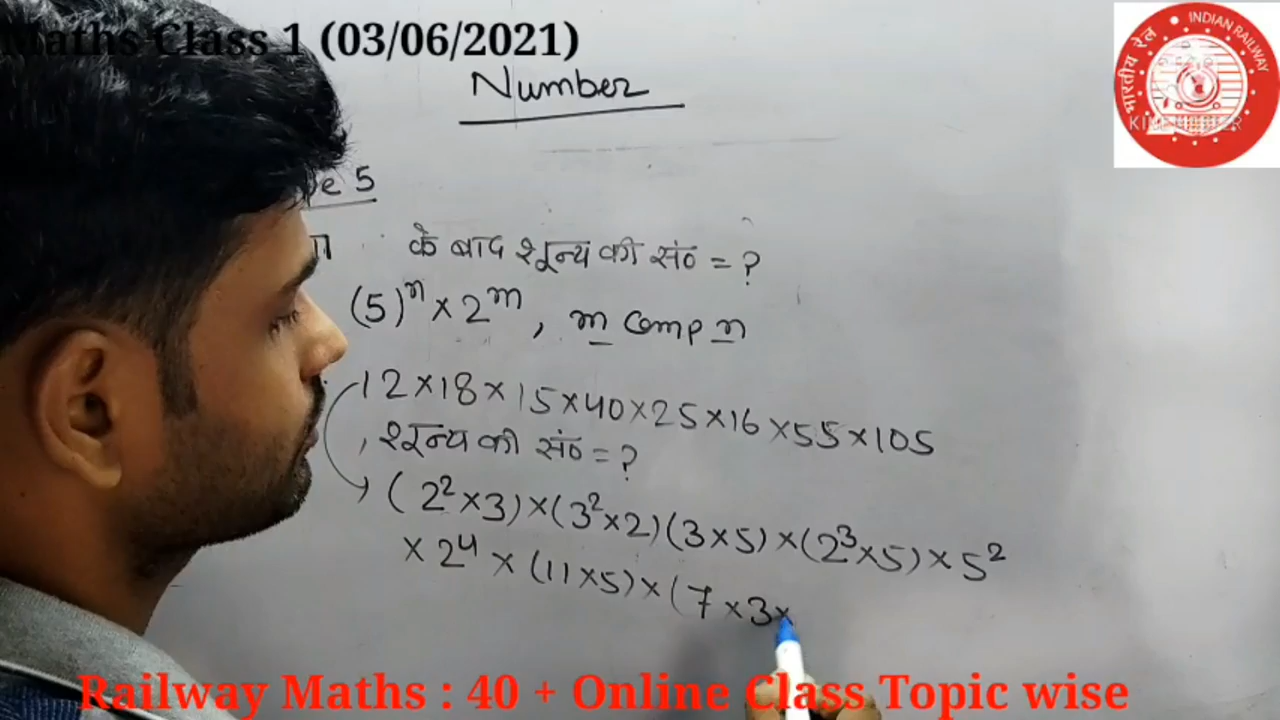 Maths Class 1 (03/06/2021)
INDIAN RAILWAY
भारतीय रेल
Number
5
के बाद शून्य की सं० = ?
(5)ⁿ × 2ᵐ, m comp n
12×18×15×40×25×16×55×105
, शून्य की सं० = ?
(2²×3)×(3²×2)(3×5)×(2³×5)×5²
×2⁴×(11×5)×(7×3×
Railway Maths : 40 + Online Class Topic wise